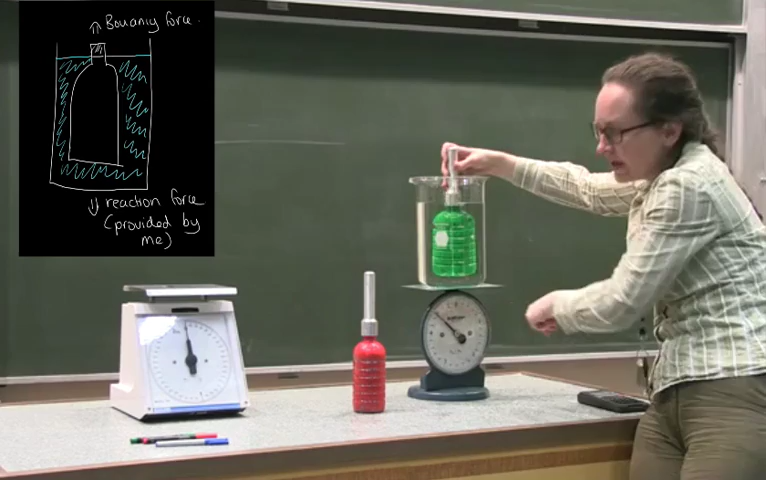 ⇑ Bouancy force.
⇓ reaction force
(provided by
me)